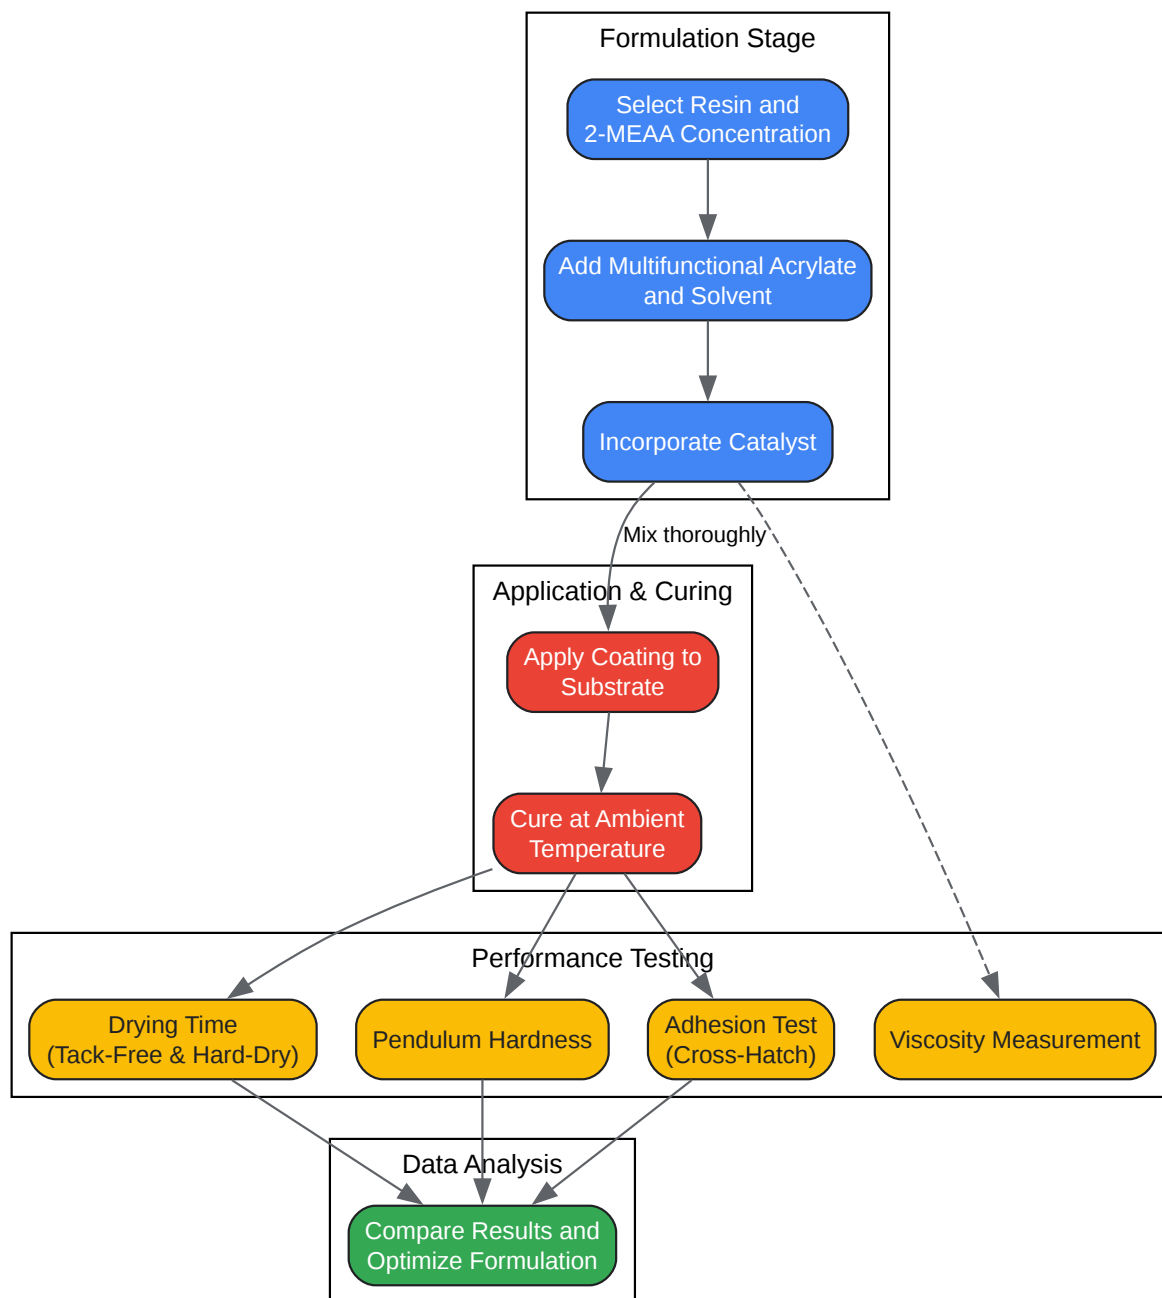 Formulation Stage
Select Resin and
2-MEAA Concentration
Add Multifunctional Acrylate
and Solvent
Incorporate Catalyst
Mix thoroughly
Application & Curing
Apply Coating to
Substrate
Cure at Ambient
Temperature
Performance Testing
Drying Time
(Tack-Free & Hard-Dry)
Pendulum Hardness
Adhesion Test
(Cross-Hatch)
Viscosity Measurement
Data Analysis
Compare Results and
Optimize Formulation